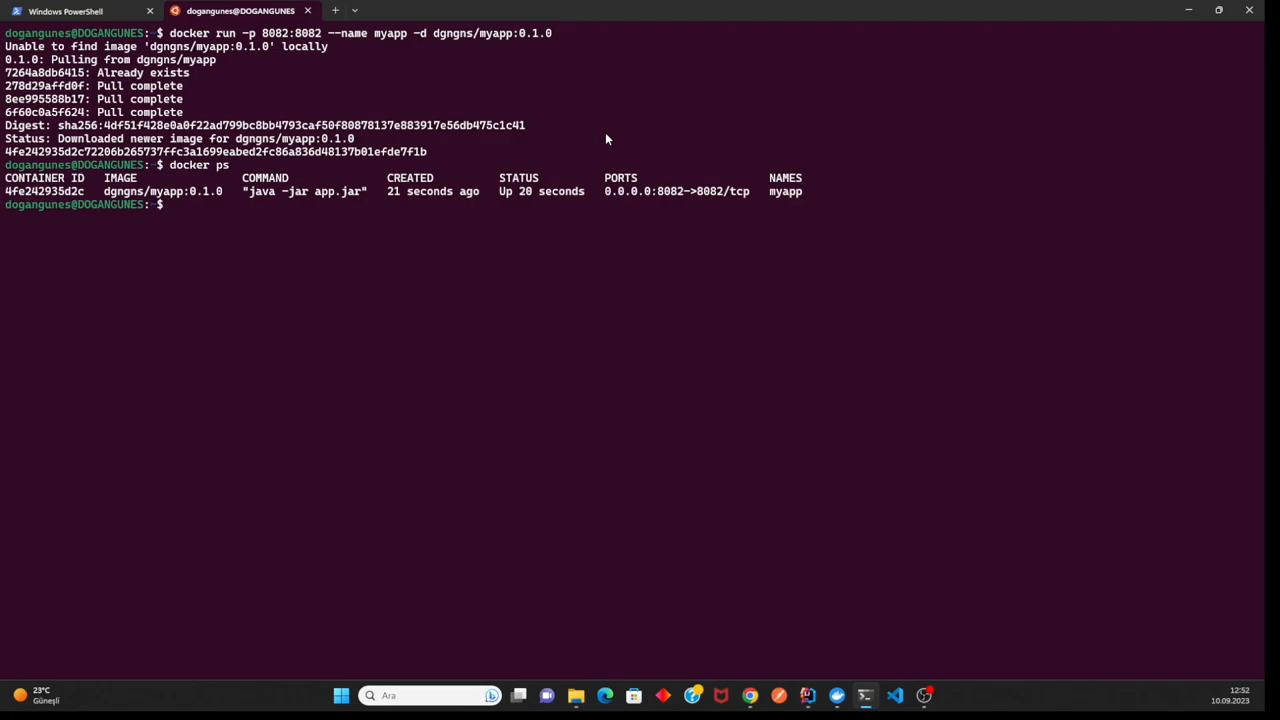 Windows PowerShell
dogangunes@DOGANGUNES
dogangunes@DOGANGUNES:~$ docker run -p 8082:8082 --name myapp -d dgngns/myapp:0.1.0
Unable to find image 'dgngns/myapp:0.1.0' locally
0.1.0: Pulling from dgngns/myapp
7264a8db6415: Already exists
278d29affd0f: Pull complete
8ee995588b17: Pull complete
6f60c0a5f624: Pull complete
Digest: sha256:4df51f428e0a0f22ad799bc8bb4793caf50f80878137e883917e56db475c1c41
Status: Downloaded newer image for dgngns/myapp:0.1.0
4fe242935d2c72206b265737ffc3a1699eabed2fc86a836d48137b01efde7f1b
dogangunes@DOGANGUNES:~$ docker ps
CONTAINER ID IMAGE COMMAND CREATED STATUS PORTS NAMES
4fe242935d2c dgngns/myapp:0.1.0 "java -jar app.jar" 21 seconds ago Up 20 seconds 0.0.0.0:8082->8082/tcp myapp
dogangunes@DOGANGUNES:~$
23°C
Güneşli
Ara
12:52
10.09.2023